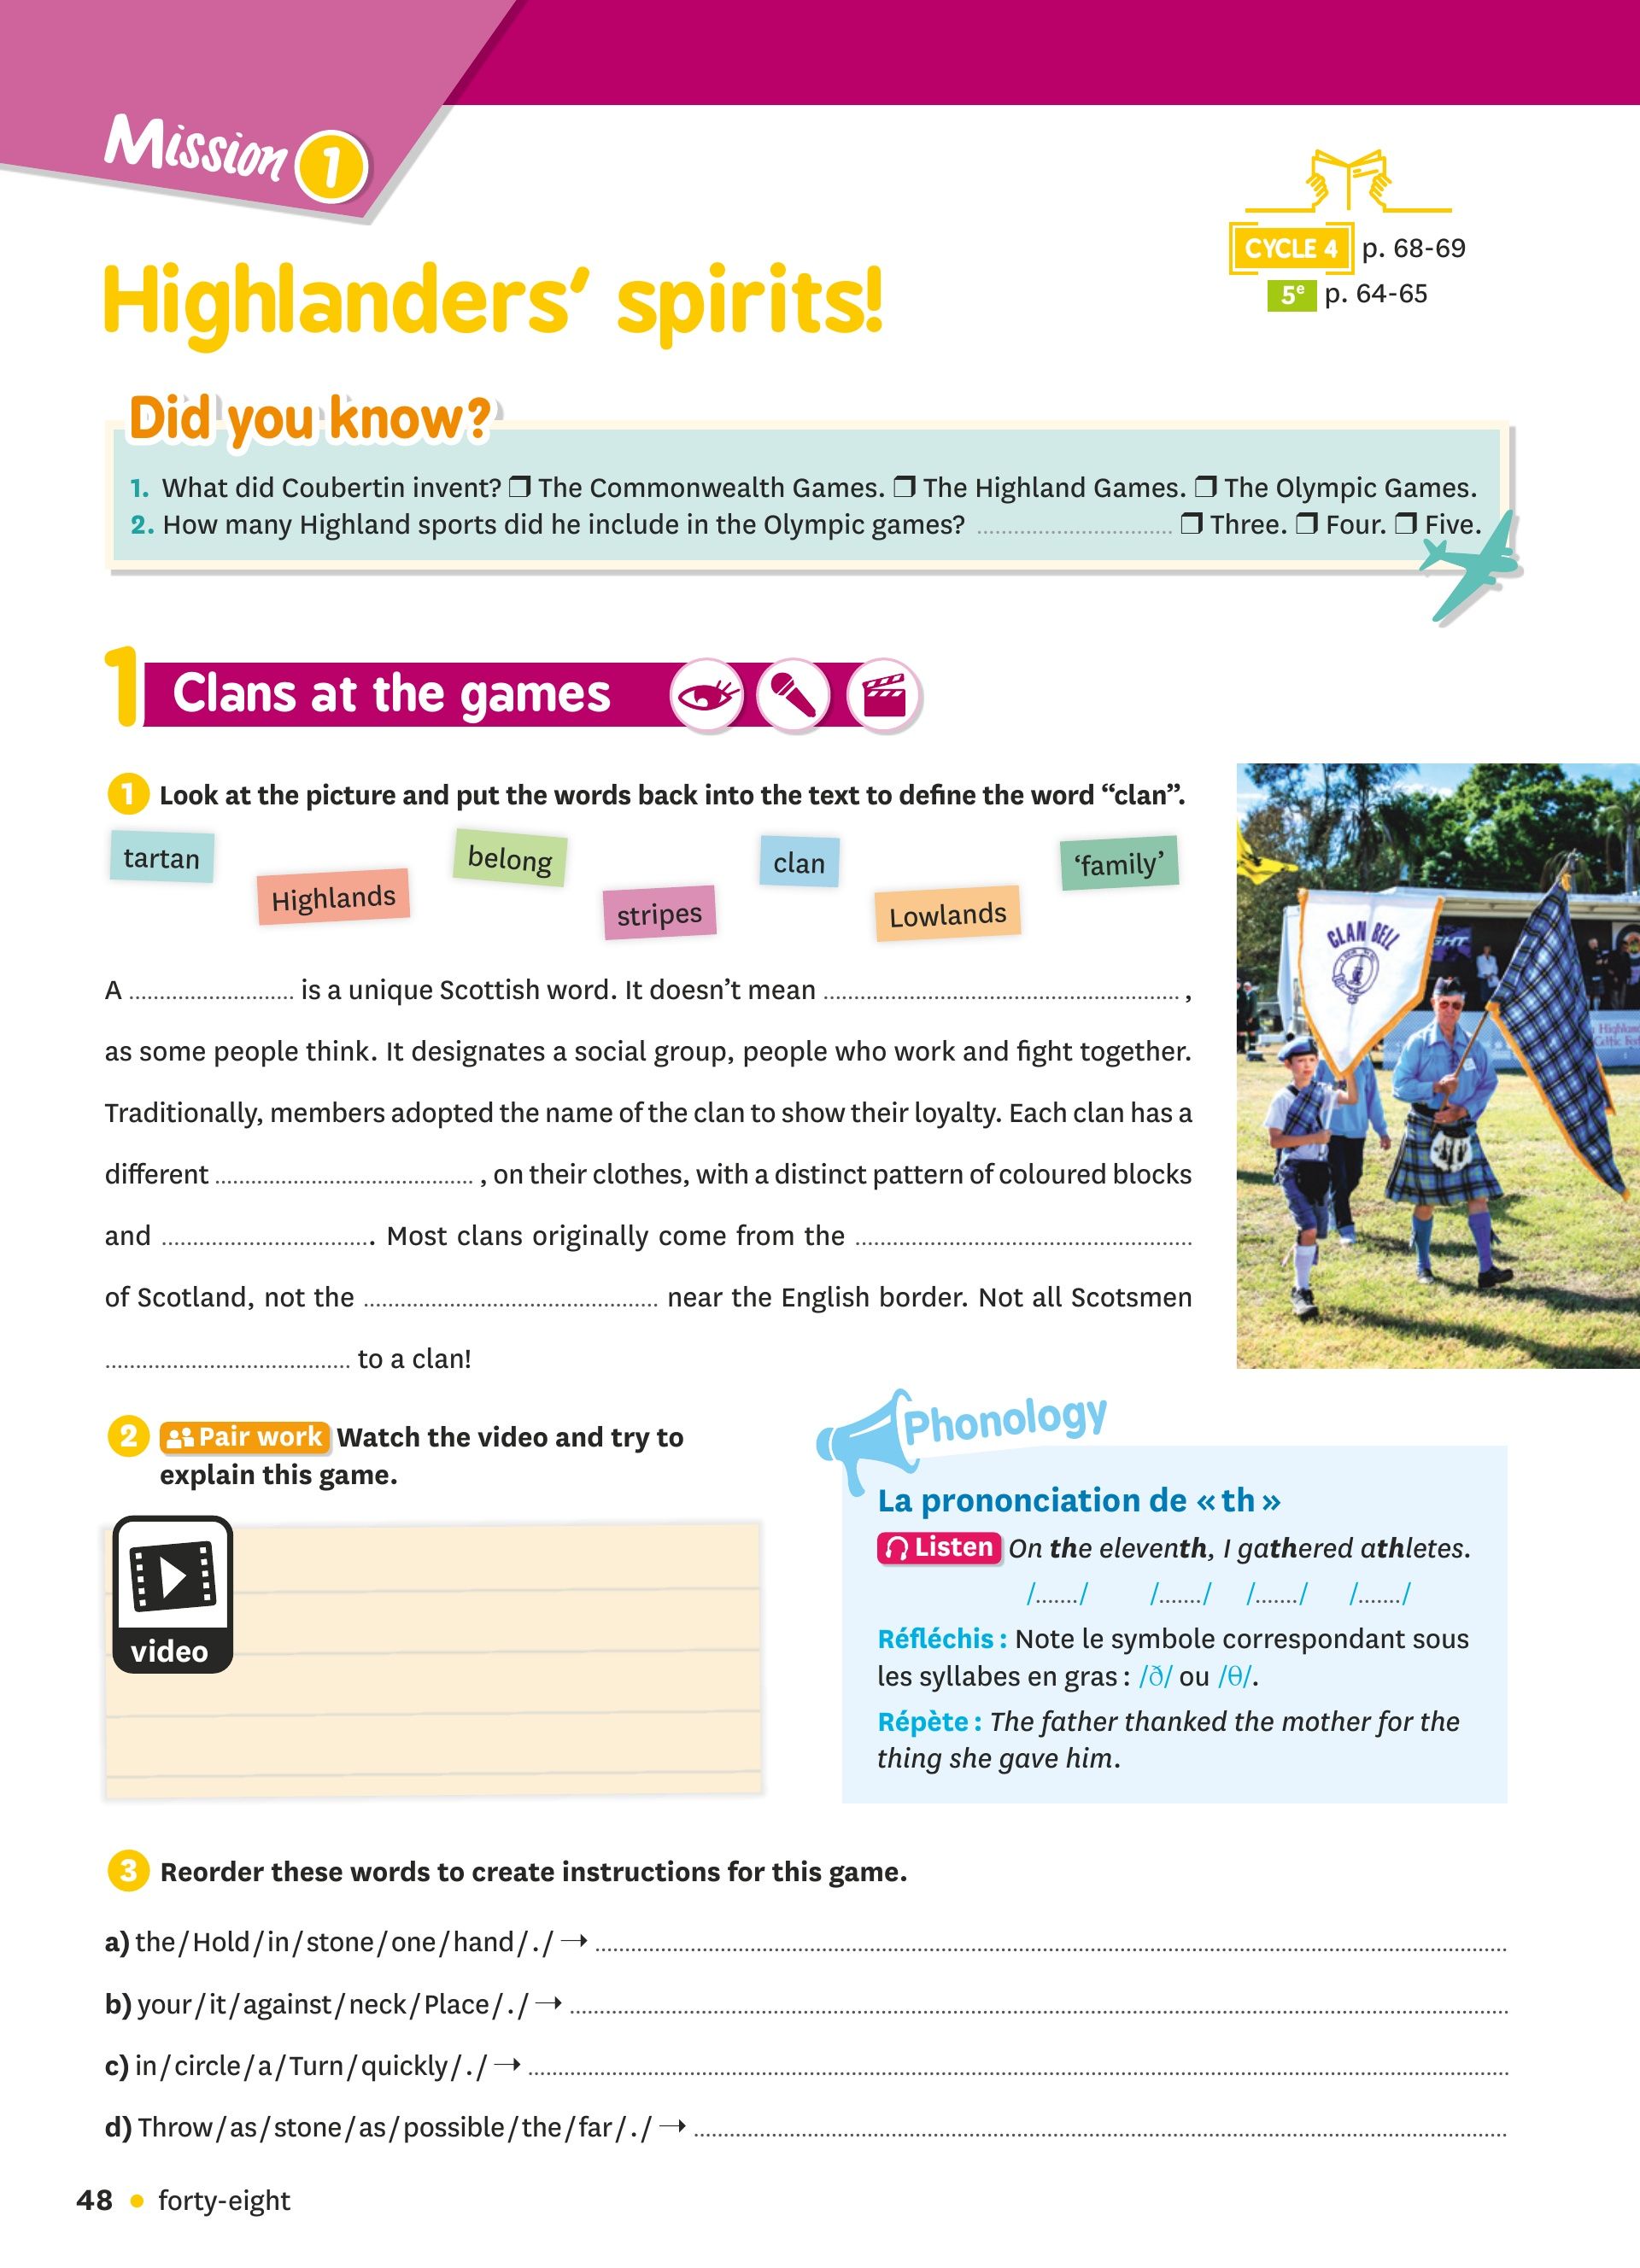 Mission 1
CYCLE 4 p. 68-69
5e p. 64-65
Highlanders’ spirits!
Did you know?
1. What did Coubertin invent? ❒ The Commonwealth Games. ❒ The Highland Games. ❒ The Olympic Games.
2. How many Highland sports did he include in the Olympic games? ................................ ❒ Three. ❒ Four. ❒ Five.
1 Clans at the games
1 Look at the picture and put the words back into the text to define the word “clan”.
tartan
Highlands
belong
stripes
clan
Lowlands
‘family’
CLAN BELL
A ........................... is a unique Scottish word. It doesn’t mean ........................................................... ,
as some people think. It designates a social group, people who work and fight together.
Traditionally, members adopted the name of the clan to show their loyalty. Each clan has a
different ........................................... , on their clothes, with a distinct pattern of coloured blocks
and .................................. . Most clans originally come from the ........................................................
of Scotland, not the ................................................. near the English border. Not all Scotsmen
......................................... to a clan!
2 Pair work Watch the video and try to
explain this game.
video
Phonology
La prononciation de « th »
Listen On the eleventh, I gathered athletes.
/......./ /......./ /......./ /......./
Réfléchis : Note le symbole correspondant sous
les syllabes en gras : /ð/ ou /θ/.
Répète : The father thanked the mother for the
thing she gave him.
3 Reorder these words to create instructions for this game.
a) the / Hold / in / stone / one / hand / . / → ........................................................
b) your / it / against / neck / Place / . / → ........................................................
c) in / circle / a / Turn / quickly / . / → ........................................................
d) Throw / as / stone / as / possible / the / far / . / → ........................................................
48 • forty-eight